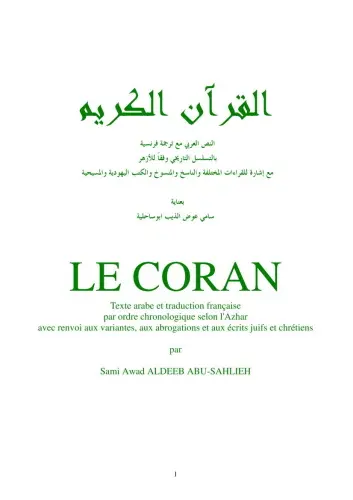 القرآن الكريم
النص العربي مع ترجمة فرنسية
بالتسلسل التاريخي وفقاً للأزهر
مع إشارة للقراءات المختلفة والناسخ والمنسوخ والكتب اليهودية والمسيحية
بعناية
سامي عوض الذيب ابوساحلية
LE CORAN
Texte arabe et traduction française
par ordre chronologique selon l'Azhar
avec renvoi aux variantes, aux abrogations et aux écrits juifs et chrétiens
par
Sami Awad ALDEEB ABU-SAHLIEH
1